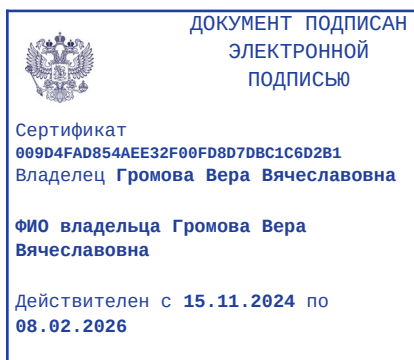 ДОКУМЕНТ ПОДПИСАН
ЭЛЕКТРОННОЙ
ПОДПИСЬЮ
Сертификат
009D4FAD854AEE32F00FD8D7DBC1C6D2B1
Владелец Громова Вера Вячеславовна
ФИО владельца Громова Вера
Вячеславовна
Действителен с 15.11.2024 по
08.02.2026